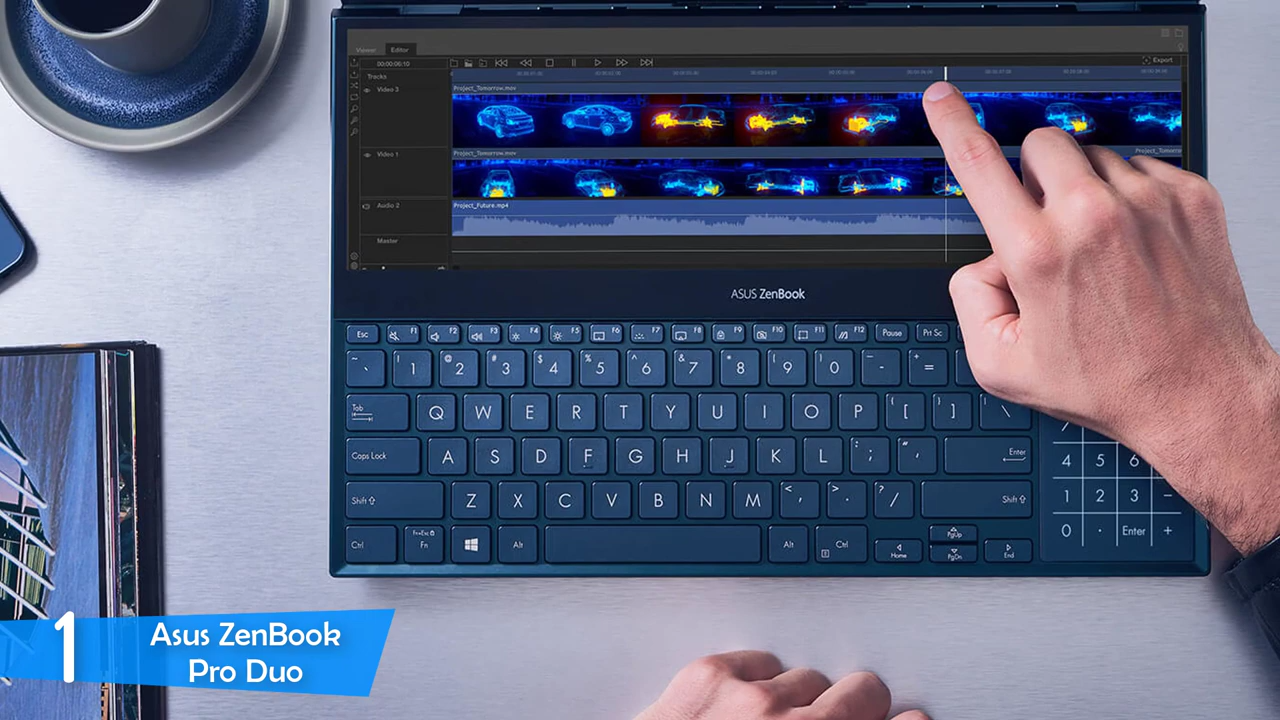 Viewer Editor
00:00:06:10
Export
Tracks
Video 3
Project_Tomorrow.mov
Video 1
Project_Tomorrow.mov
Project_Tomorrow
Audio 2
Project_Future.mp4
Master
ASUS ZenBook
Esc F1 F2 F3 F4 F5 F6 F7 F8 F9 F10 F11 F12 Pause Prt Sc
~ ` ! 1 @ 2 # 3 $ 4 % 5 ^ 6 & 7 * 8 ( 9 ) 0 _ - + =
Tab Q W E R T Y U I O P { [ } ] | \
Caps Lock A S D F G H J K L : ; " ' Enter
4 5 6
Shift Z X C V B N M < , > . ? / Shift
1 2 3 -
Ctrl Fn+Esc Fn Alt Alt Ctrl Home PgUp PgDn End
0 . Enter +
1 Asus ZenBook
Pro Duo